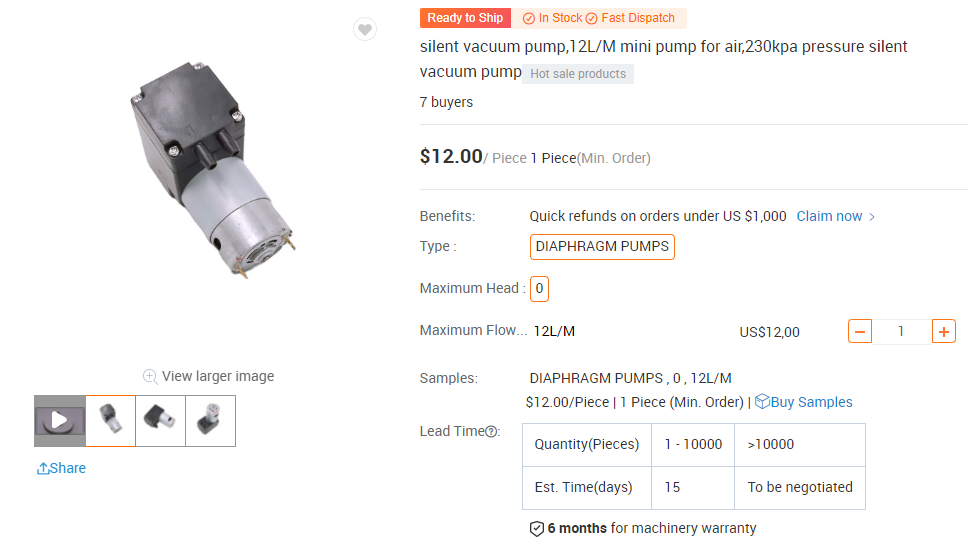 Ready to Ship In Stock Fast Dispatch
silent vacuum pump,12L/M mini pump for air,230kpa pressure silent
vacuum pump Hot sale products
7 buyers
$12.00/ Piece 1 Piece(Min. Order)
Benefits: Quick refunds on orders under US $1,000 Claim now >
Type : DIAPHRAGM PUMPS
Maximum Head : 0
Maximum Flow... 12L/M US$12,00 − 1 +
View larger image
Samples: DIAPHRAGM PUMPS , 0 , 12L/M
$12.00/Piece | 1 Piece (Min. Order) | Buy Samples
Lead Time?:
Quantity(Pieces) 1 - 10000 >10000
Share
Est. Time(days) 15 To be negotiated
6 months for machinery warranty